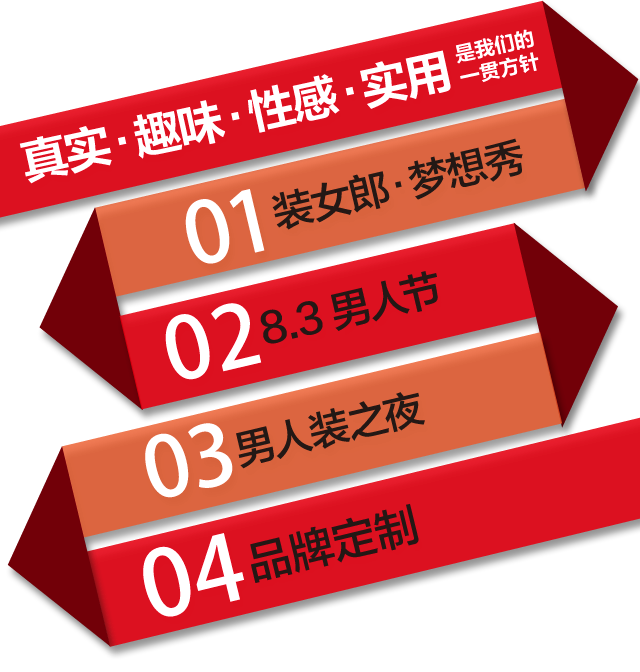 真实·趣味·性感·实用
是我们的
一贯方针
01 装女郎·梦想秀
02 8.3 男人节
03 男人装之夜
04 品牌定制